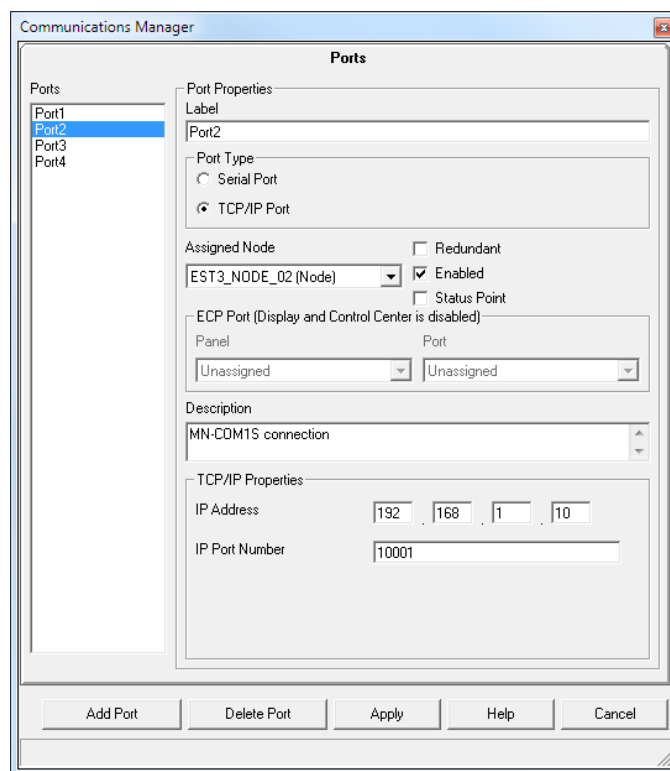 Communications Manager
Ports
Ports
Port1
Port2
Port3
Port4
Port Properties
Label
Port2
Port Type
Serial Port
TCP/IP Port
Assigned Node
EST3_NODE_02 (Node)
Redundant
Enabled
Status Point
ECP Port (Display and Control Center is disabled)
Panel Port
Unassigned Unassigned
Description
MN-COM1S connection
TCP/IP Properties
IP Address 192 . 168 . 1 . 10
IP Port Number 10001
Add Port Delete Port Apply Help Cancel